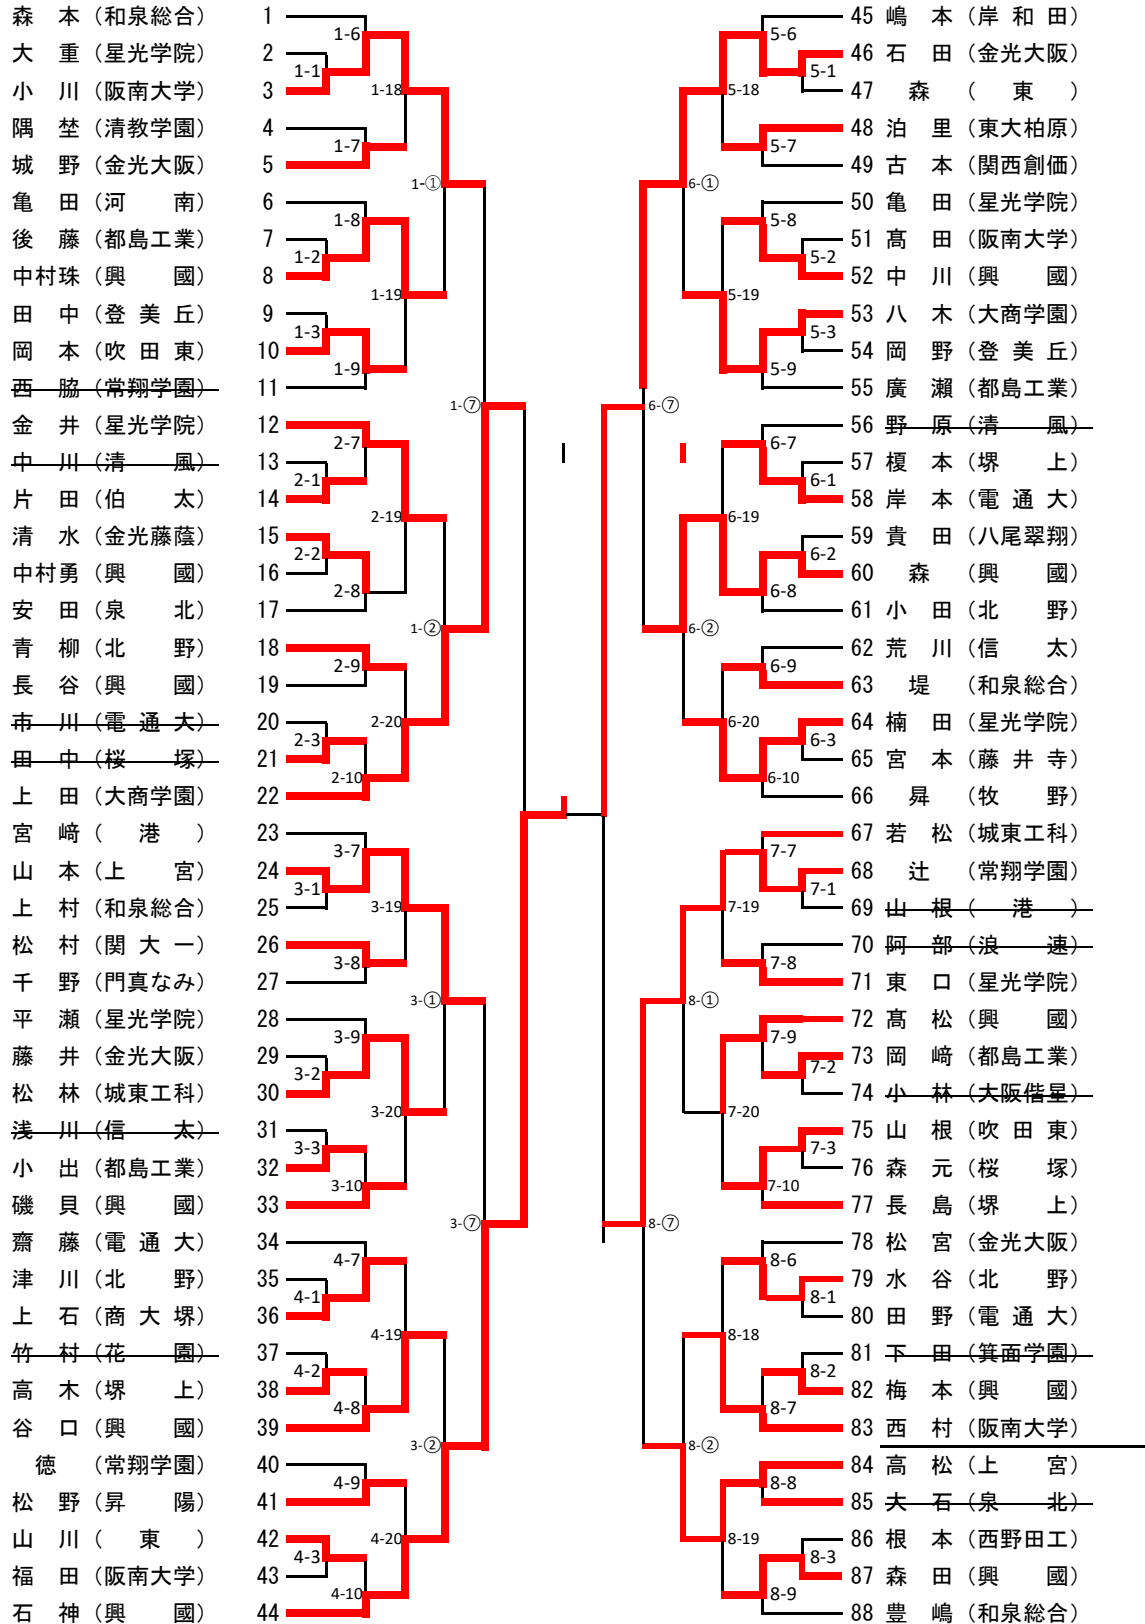 森 本 (和泉総合) 1
大 重 (星光学院) 2
小 川 (阪南大学) 3
隅 埜 (清教学園) 4
城 野 (金光大阪) 5
亀 田 (河 南) 6
後 藤 (都島工業) 7
中村珠 (興 國) 8
田 中 (登 美 丘) 9
岡 本 (吹 田 東) 10
西 脇 (常翔学園) 11
金 井 (星光学院) 12
中 川 (清 風) 13
片 田 (伯 太) 14
清 水 (金光藤蔭) 15
中村勇 (興 國) 16
安 田 (泉 北) 17
青 柳 (北 野) 18
長 谷 (興 國) 19
市 川 (電 通 大) 20
田 中 (桜 塚) 21
上 田 (大商学園) 22
宮 﨑 ( 港 ) 23
山 本 (上 宮) 24
上 村 (和泉総合) 25
松 村 (関 大 一) 26
千 野 (門真なみ) 27
平 瀬 (星光学院) 28
藤 井 (金光大阪) 29
松 林 (城東工科) 30
浅 川 (信 太) 31
小 出 (都島工業) 32
磯 貝 (興 國) 33
齋 藤 (電 通 大) 34
津 川 (北 野) 35
上 石 (商 大 堺) 36
竹 村 (花 園) 37
高 木 (堺 上) 38
谷 口 (興 國) 39
徳 (常翔学園) 40
松 野 (昇 陽) 41
山 川 ( 東 ) 42
福 田 (阪南大学) 43
石 神 (興 國) 44
1-6
1-1
1-18
1-7
1-①
1-8
1-2
1-19
1-3
1-9
1-⑦
2-7
2-1
2-19
2-2
2-8
1-②
2-9
2-20
2-3
2-10
3-7
3-1
3-19
3-8
3-①
3-9
3-2
3-20
3-3
3-10
3-⑦
4-7
4-1
4-19
4-2
4-8
3-②
4-9
4-20
4-3
4-10
5-6
5-1
5-18
5-7
6-①
5-8
5-2
5-19
5-3
5-9
6-⑦
6-7
6-1
6-19
6-2
6-8
6-②
6-9
6-20
6-3
6-10
7-7
7-1
7-19
7-8
8-①
7-9
7-2
7-20
7-3
7-10
8-⑦
8-6
8-1
8-18
8-2
8-7
8-②
8-8
8-19
8-3
8-9
45 嶋 本 (岸 和 田)
46 石 田 (金光大阪)
47 森 ( 東 )
48 泊 里 (東大柏原)
49 古 本 (関西創価)
50 亀 田 (星光学院)
51 髙 田 (阪南大学)
52 中 川 (興 國)
53 八 木 (大商学園)
54 岡 野 (登 美 丘)
55 廣 瀬 (都島工業)
56 野 原 (清 風)
57 榎 本 (堺 上)
58 岸 本 (電 通 大)
59 貴 田 (八尾翠翔)
60 森 (興 國)
61 小 田 (北 野)
62 荒 川 (信 太)
63 堤 (和泉総合)
64 楠 田 (星光学院)
65 宮 本 (藤 井 寺)
66 曻 (牧 野)
67 若 松 (城東工科)
68 辻 (常翔学園)
69 山 根 ( 港 )
70 阿 部 (浪 速)
71 東 口 (星光学院)
72 髙 松 (興 國)
73 岡 﨑 (都島工業)
74 小 林 (大阪偕星)
75 山 根 (吹 田 東)
76 森 元 (桜 塚)
77 長 島 (堺 上)
78 松 宮 (金光大阪)
79 水 谷 (北 野)
80 田 野 (電 通 大)
81 下 田 (箕面学園)
82 梅 本 (興 國)
83 西 村 (阪南大学)
84 高 松 (上 宮)
85 大 石 (泉 北)
86 根 本 (西野田工)
87 森 田 (興 國)
88 豊 嶋 (和泉総合)